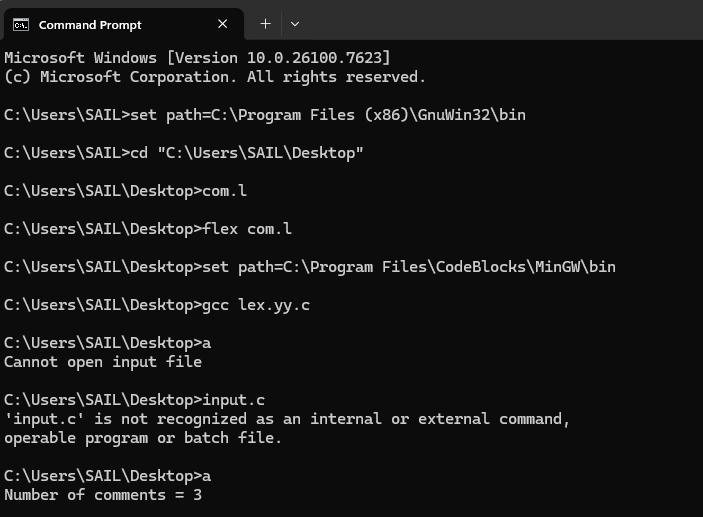 Command Prompt
Microsoft Windows [Version 10.0.26100.7623]
(c) Microsoft Corporation. All rights reserved.
C:\Users\SAIL>set path=C:\Program Files (x86)\GnuWin32\bin
C:\Users\SAIL>cd "C:\Users\SAIL\Desktop"
C:\Users\SAIL\Desktop>com.l
C:\Users\SAIL\Desktop>flex com.l
C:\Users\SAIL\Desktop>set path=C:\Program Files\CodeBlocks\MinGW\bin
C:\Users\SAIL\Desktop>gcc lex.yy.c
C:\Users\SAIL\Desktop>a
Cannot open input file
C:\Users\SAIL\Desktop>input.c
'input.c' is not recognized as an internal or external command,
operable program or batch file.
C:\Users\SAIL\Desktop>a
Number of comments = 3